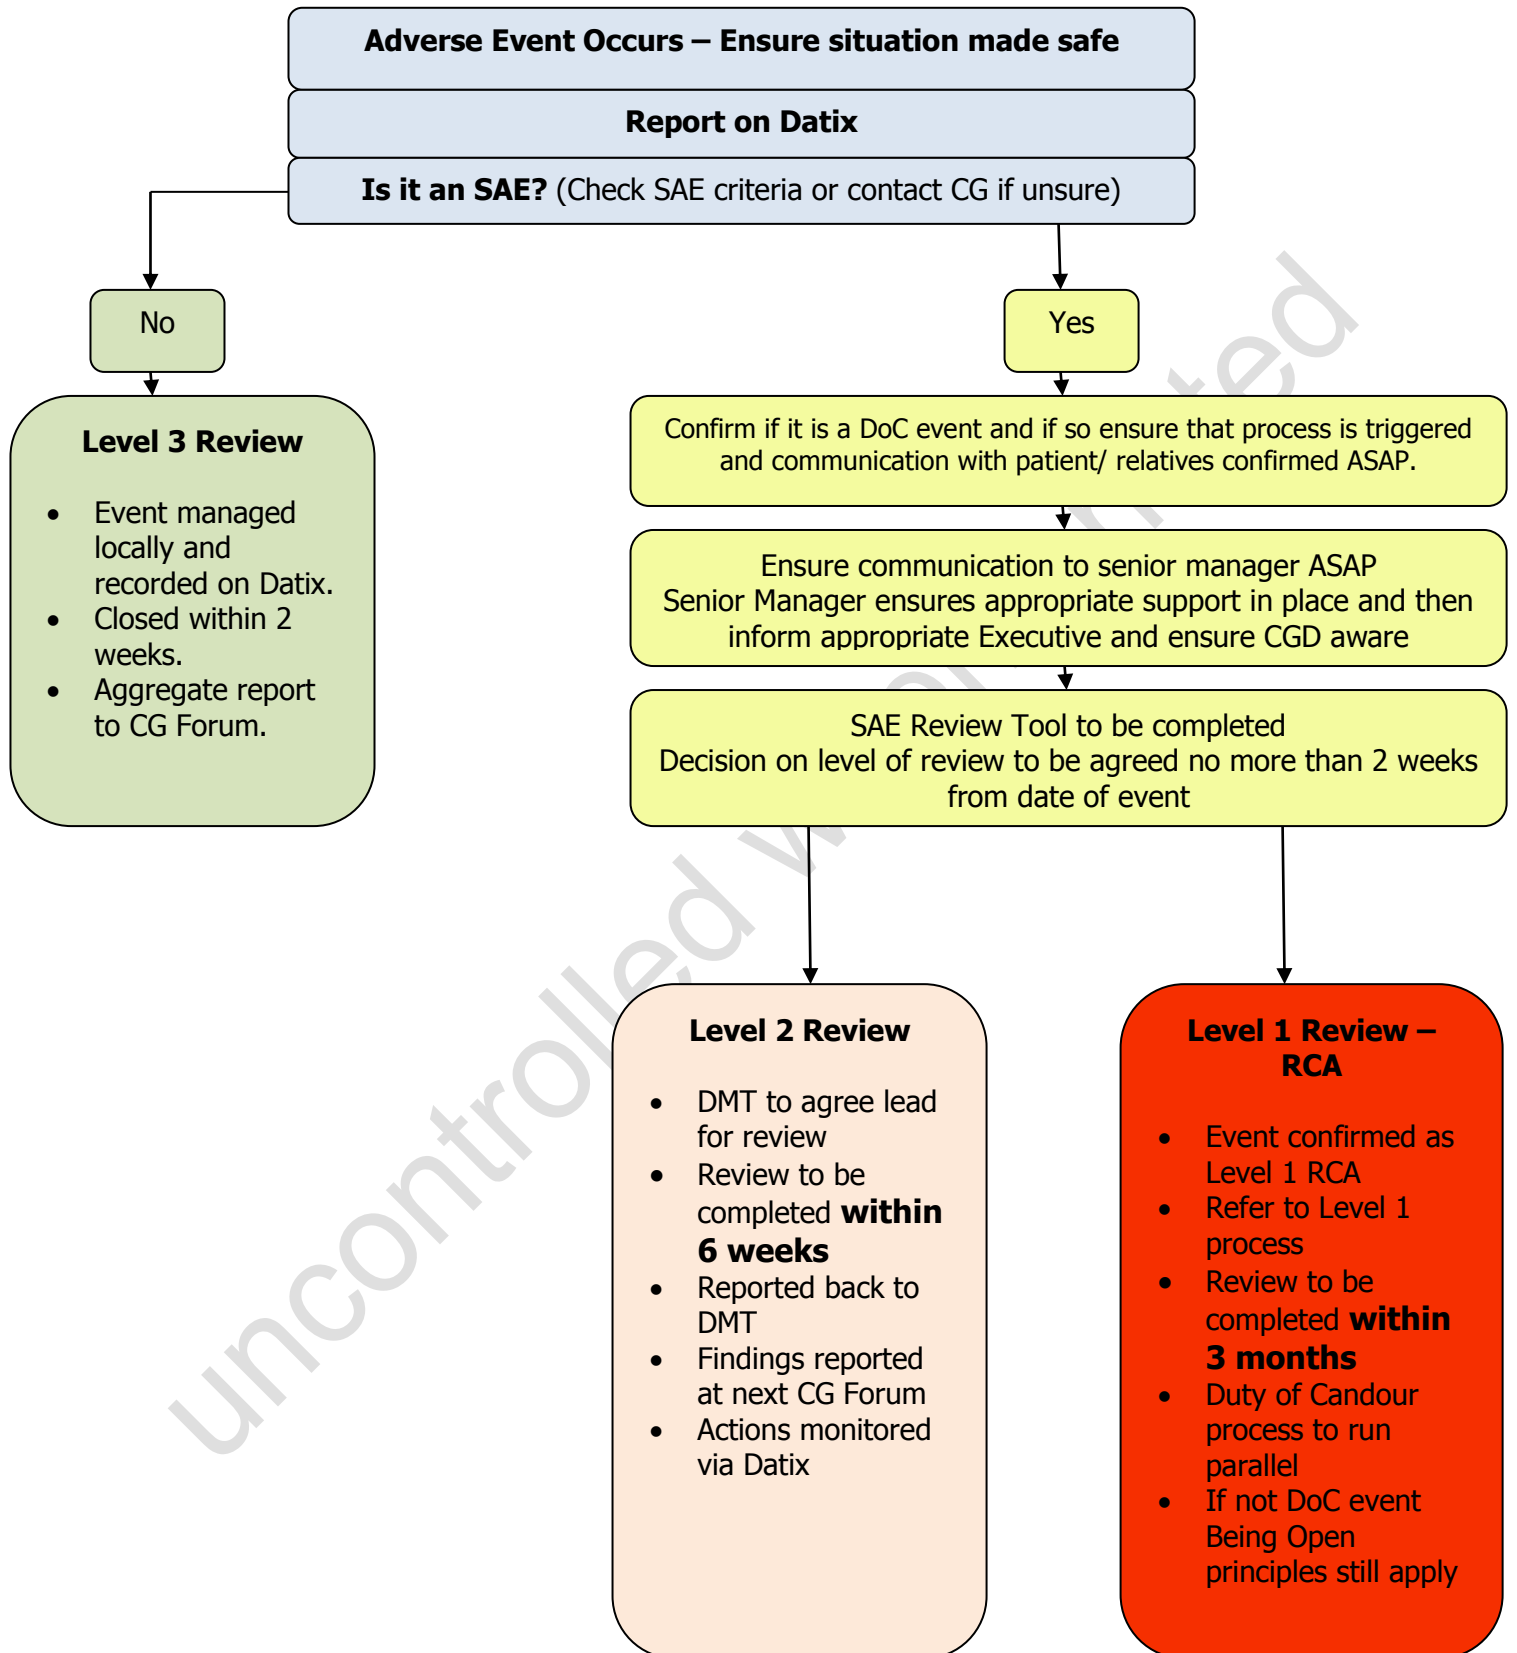 Adverse Event Occurs – Ensure situation made safe
Report on Datix
Is it an SAE? (Check SAE criteria or contact CG if unsure)
No
Yes
Level 3 Review
• Event managed
locally and
recorded on Datix.
• Closed within 2
weeks.
• Aggregate report
to CG Forum.
Confirm if it is a DoC event and if so ensure that process is triggered
and communication with patient/ relatives confirmed ASAP.
Ensure communication to senior manager ASAP
Senior Manager ensures appropriate support in place and then
inform appropriate Executive and ensure CGD aware
SAE Review Tool to be completed
Decision on level of review to be agreed no more than 2 weeks
from date of event
Level 2 Review
• DMT to agree lead
for review
• Review to be
completed within
6 weeks
• Reported back to
DMT
• Findings reported
at next CG Forum
• Actions monitored
via Datix
Level 1 Review –
RCA
• Event confirmed as
Level 1 RCA
• Refer to Level 1
process
• Review to be
completed within
3 months
• Duty of Candour
process to run
parallel
• If not DoC event
Being Open
principles still apply
uncontrolled